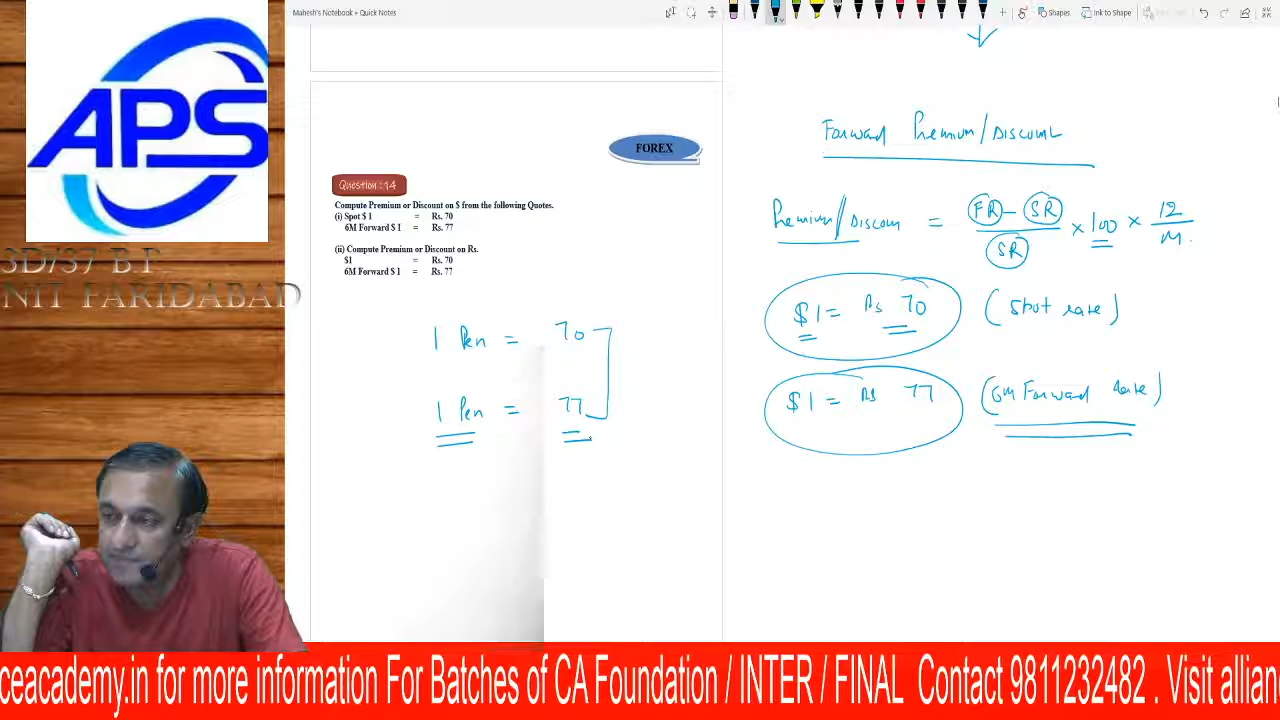 Mahesh's Notebook » Quick Notes
Shapes
Ink to Shape
APS
3D/37 B.P.
NIT FARIDABAD
FOREX
Question : 14
Compute Premium or Discount on $ from the following Quotes.
(i) Spot $ 1 = Rs. 70
6M Forward $ 1 = Rs. 77
(ii) Compute Premium or Discount on Rs.
$1 = Rs. 70
6M Forward $ 1 = Rs. 77
1 Pen = 70
1 Pen = 77
Forward Premium/Discount
Premium/Discoun = FR - SR / SR × 100 × 12 / M.
$1 = Rs 70 (Spot rate)
$1 = Rs 77 (6M Forward rate)
ceacademy.in for more information For Batches of CA Foundation / INTER / FINAL Contact 9811232482 . Visit allian